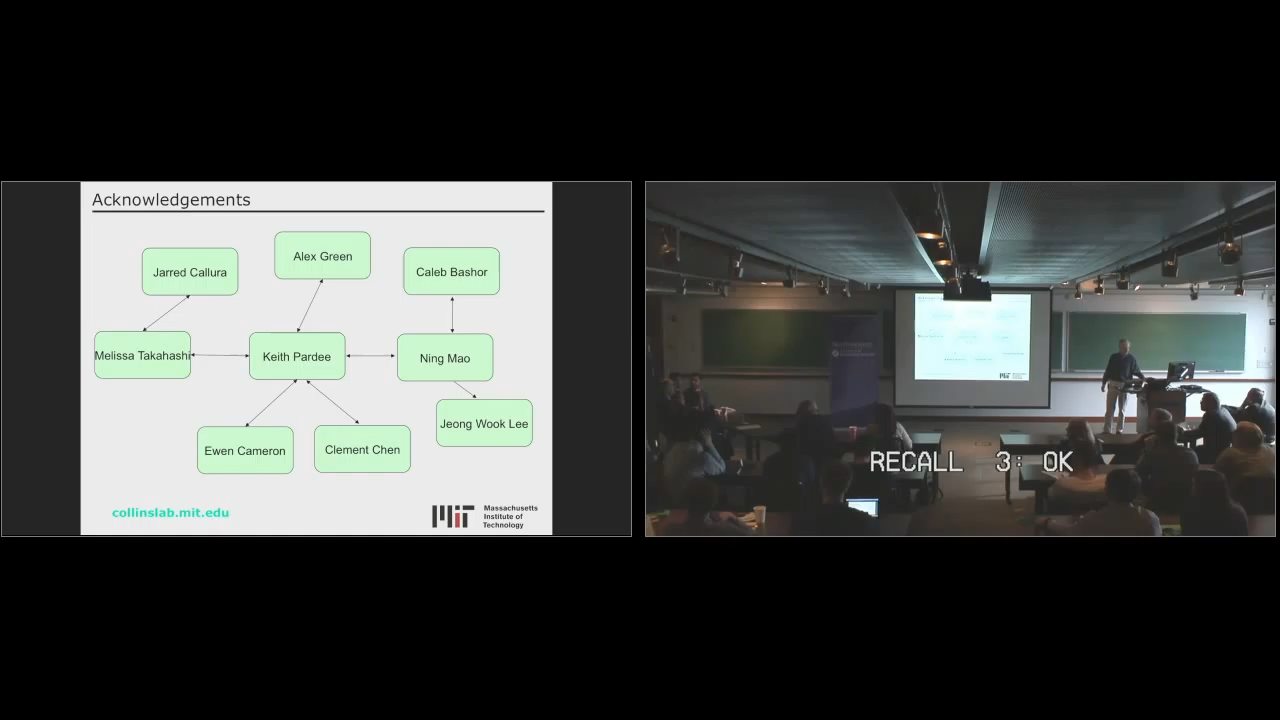 Acknowledgements
Alex Green
Jarred Callura
Caleb Bashor
Melissa Takahashi
Keith Pardee
Ning Mao
Jeong Wook Lee
Ewen Cameron
Clement Chen
collinslab.mit.edu
MIT
Massachusetts
Institute of
Technology
RECALL 3: OK